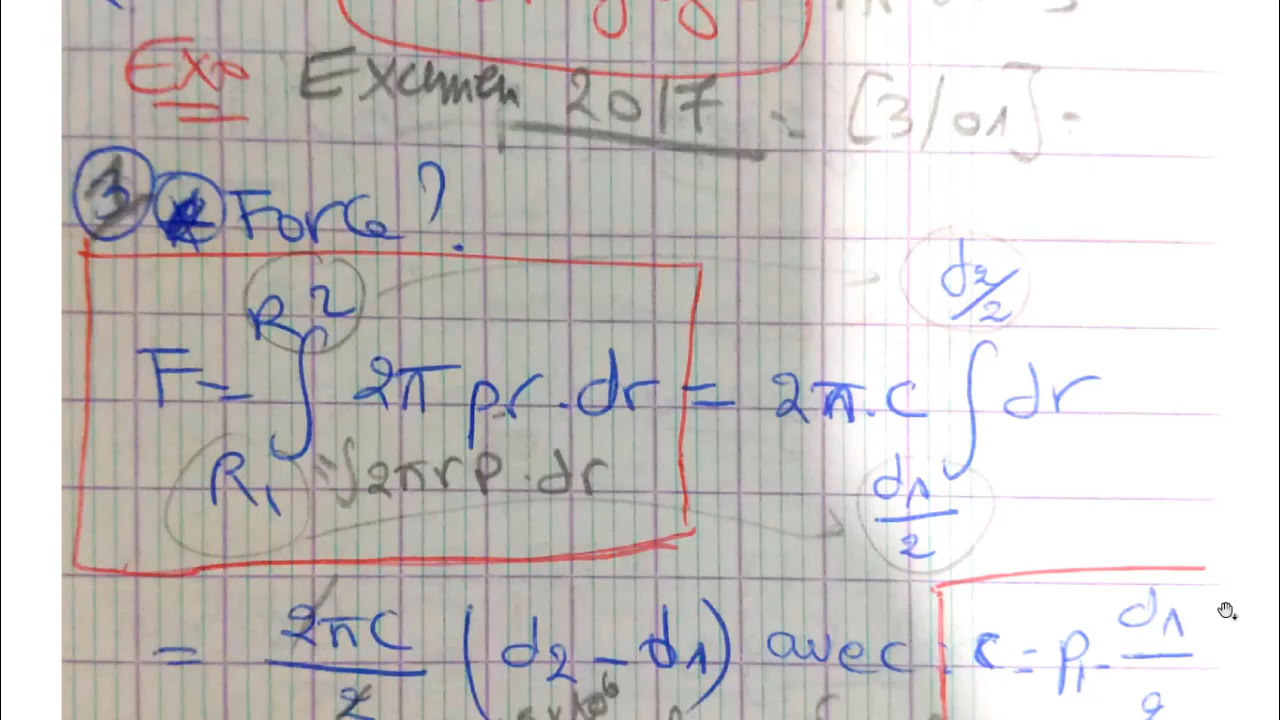 Exo Examen 2017 - [3/01] -
3 Force ?
F = ∫_{R1}^{R2} 2π pr . dr = 2π . C ∫_{d1/2}^{d2/2} dr
= ∫ 2π r P . dr
= 2πC/2 (d2 - d1) avec : C = p1 . d1/2